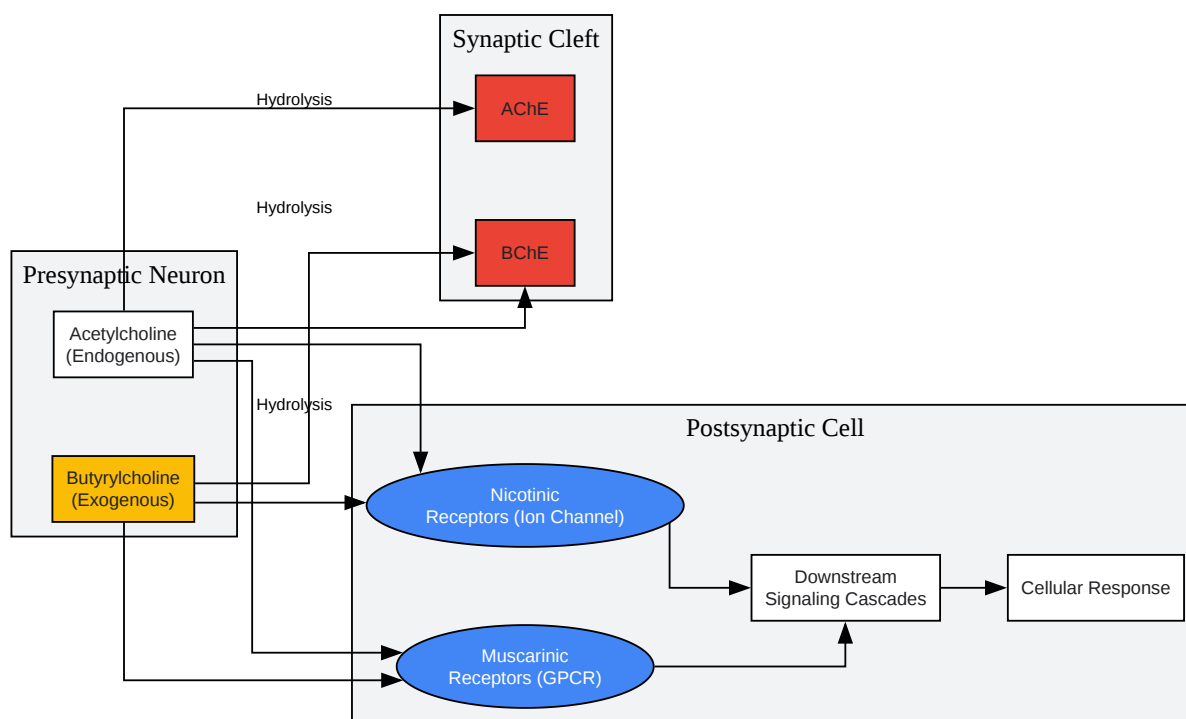 Synaptic Cleft
Hydrolysis
AChE
Hydrolysis
BChE
Presynaptic Neuron
Acetylcholine
(Endogenous)
Hydrolysis
Postsynaptic Cell
Butyrylcholine
(Exogenous)
Nicotinic
Receptors (Ion Channel)
Downstream
Signaling Cascades
Cellular Response
Muscarinic
Receptors (GPCR)